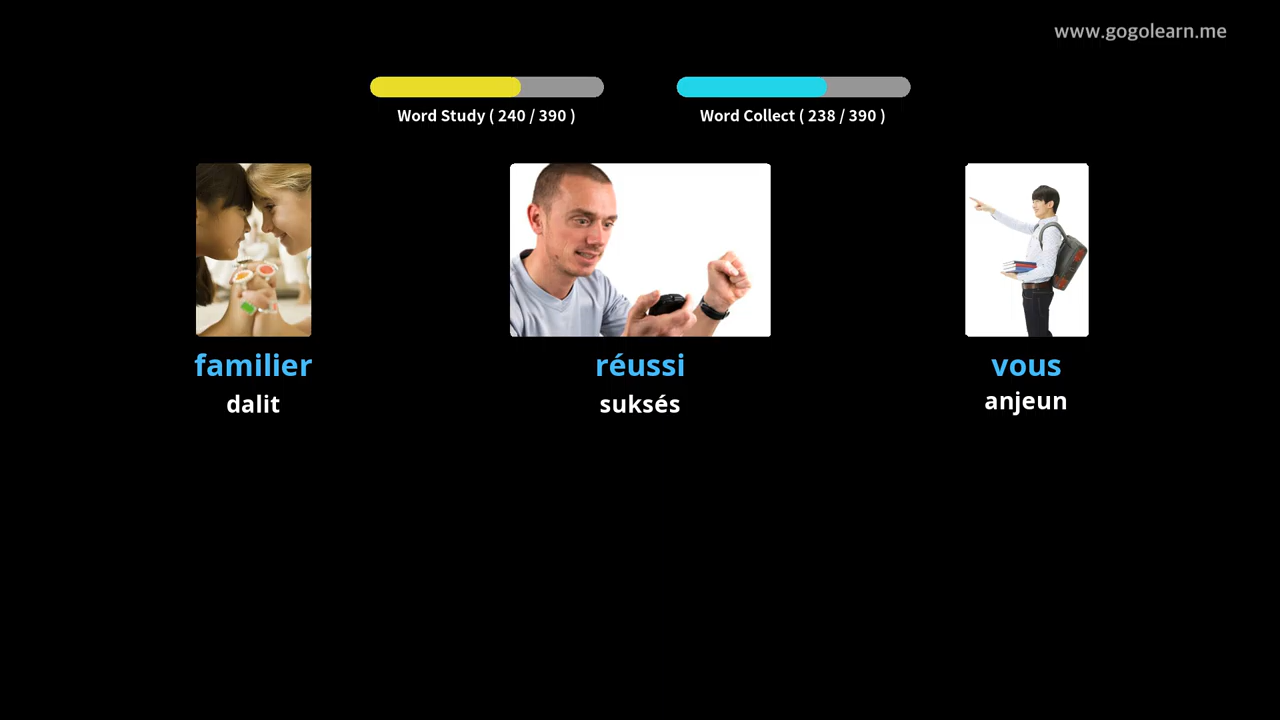 www.gogolearn.me
Word Study ( 240 / 390 )
Word Collect ( 238 / 390 )
familier
réussi
vous
dalit
suksés
anjeun